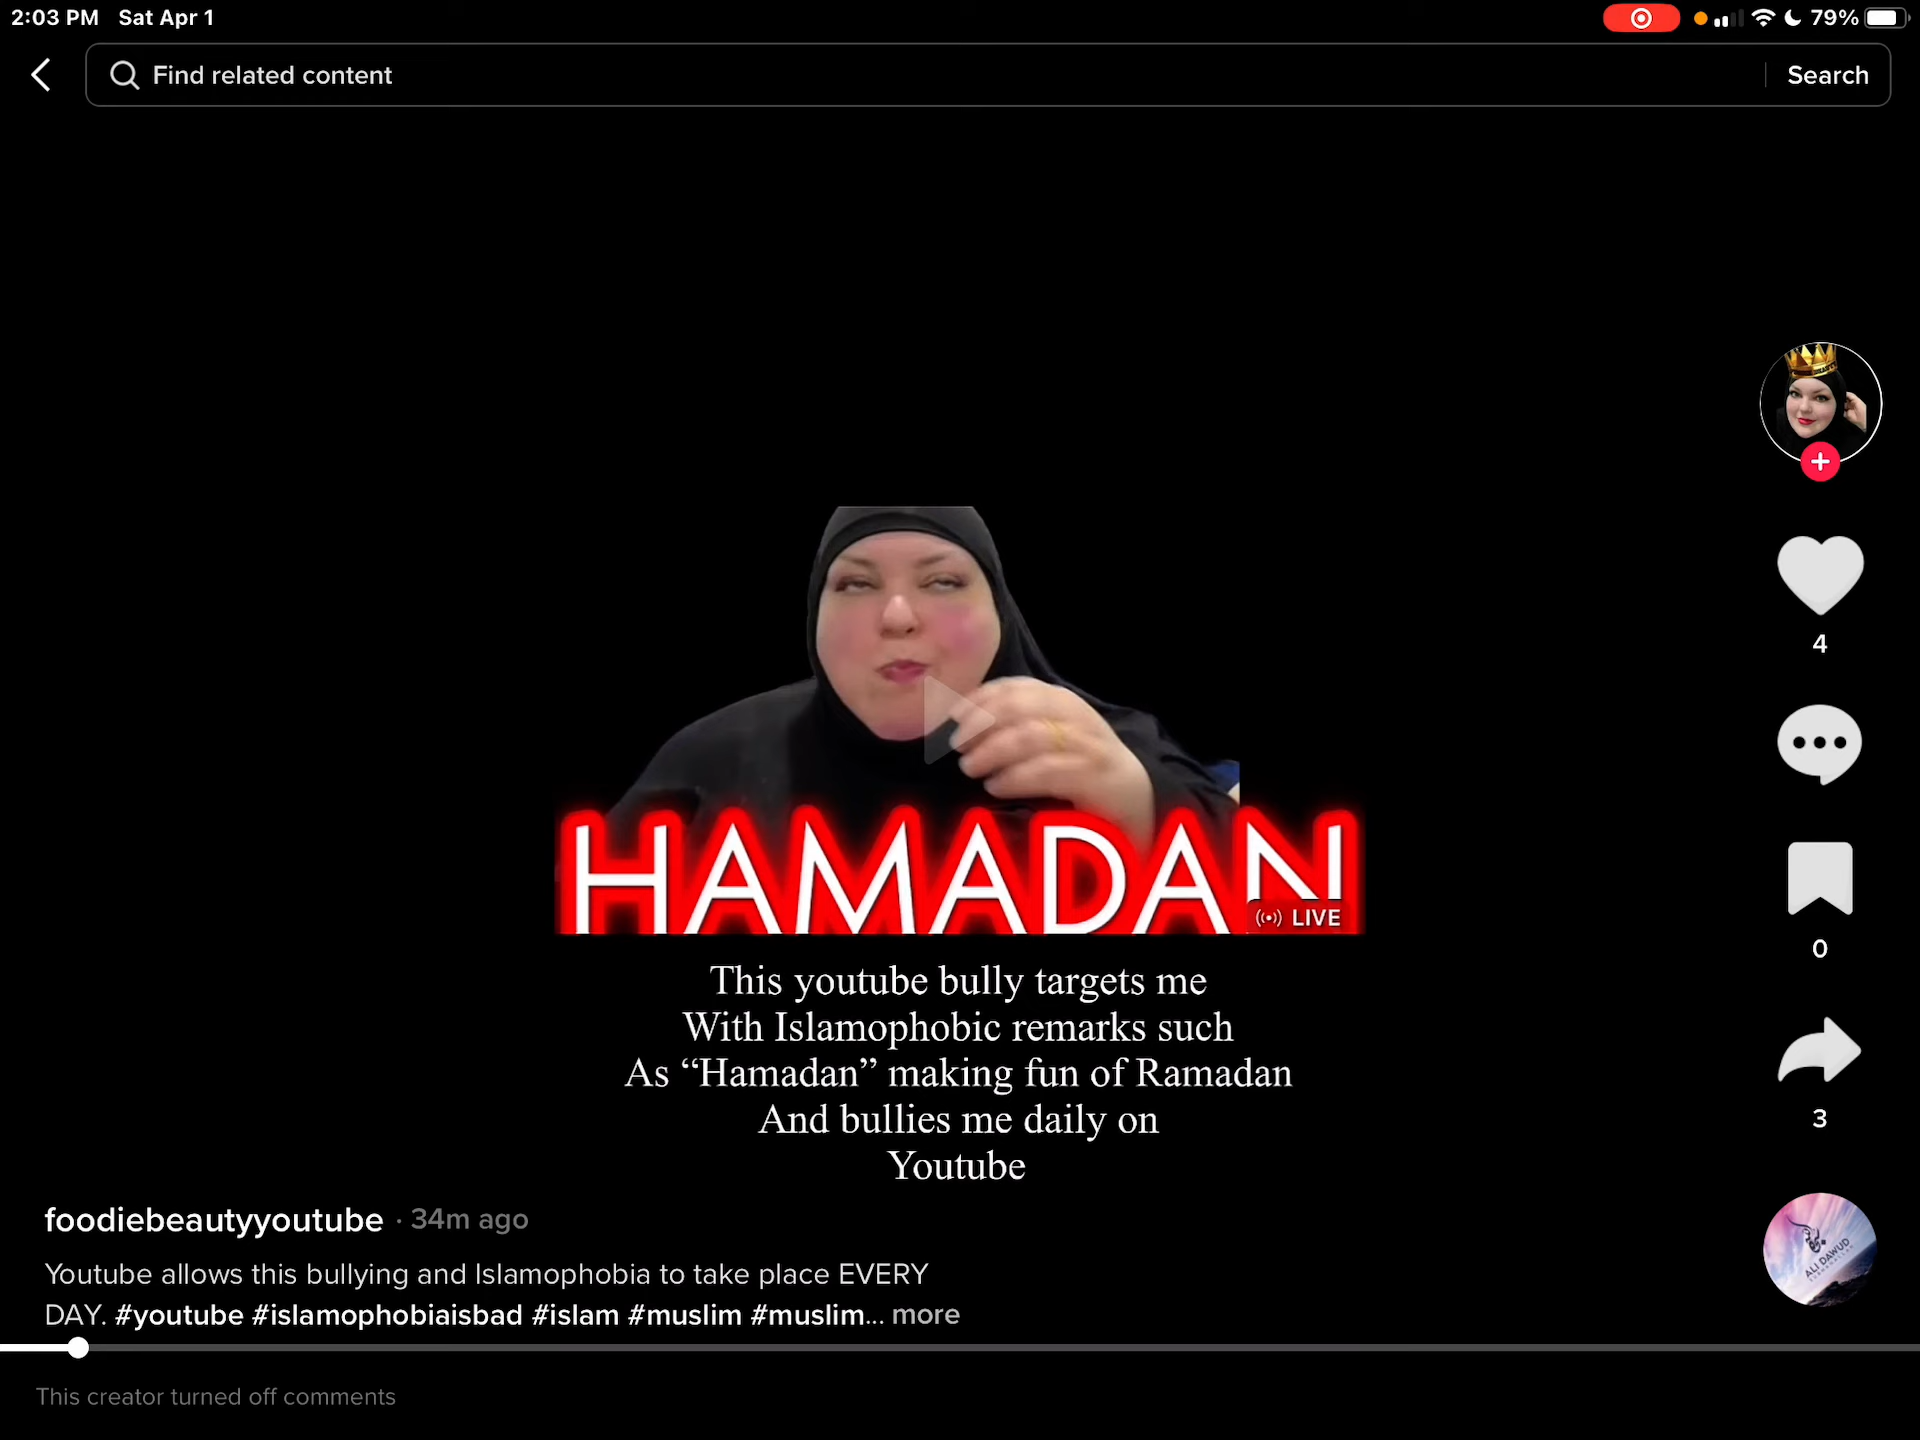 2:03 PM Sat Apr 1 79%
Find related content Search
HAMADAN
LIVE
This youtube bully targets me
With Islamophobic remarks such
As “Hamadan” making fun of Ramadan
And bullies me daily on
Youtube
4
0
3
foodiebeautyyoutube · 34m ago
Youtube allows this bullying and Islamophobia to take place EVERY
DAY. #youtube #islamophobiaisbad #islam #muslim #muslim... more
ALI DAWUD
This creator turned off comments